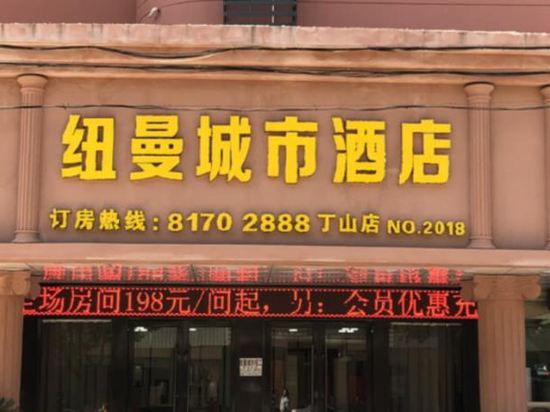 纽曼城市酒店
订房热线：8170 2888 丁山店 NO.2018
场房间198元/间起，另：会员优惠充